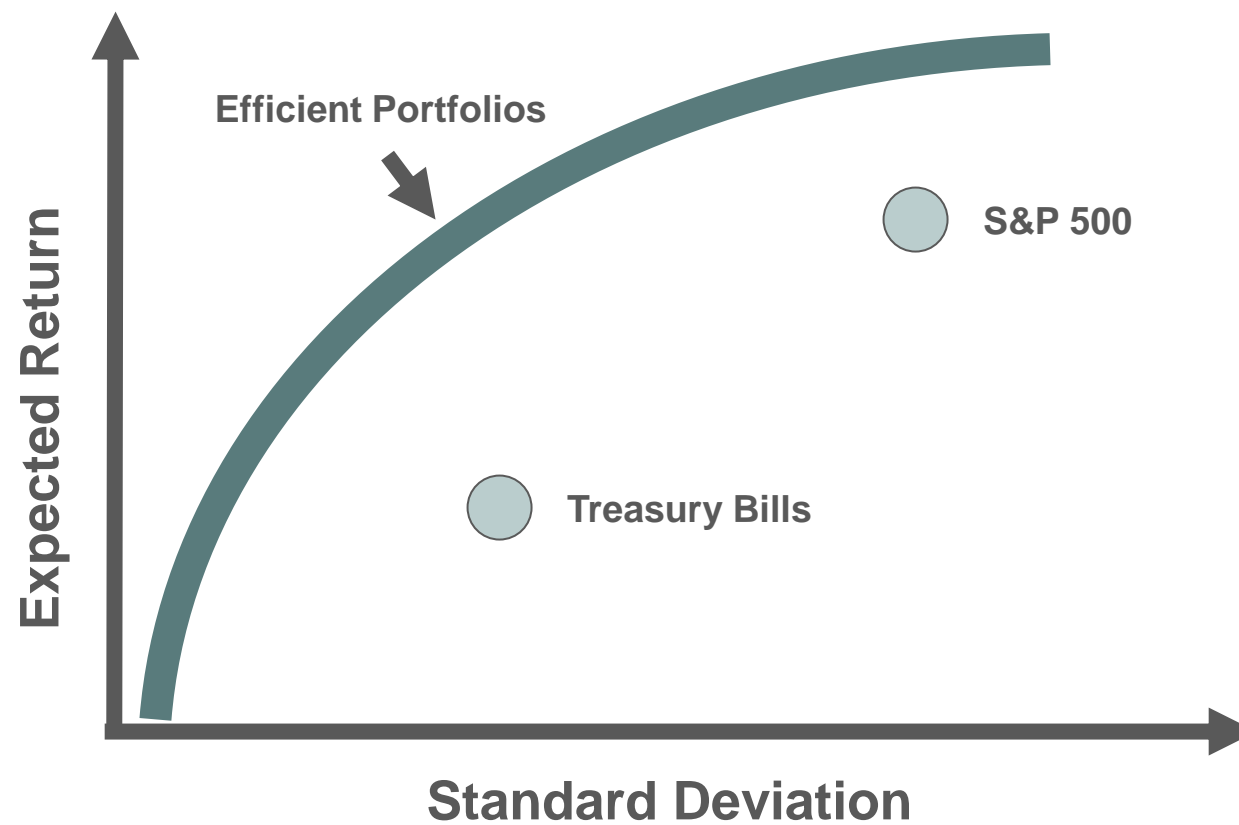 Efficient Portfolios
S&P 500
Expected Return
Treasury Bills
Standard Deviation